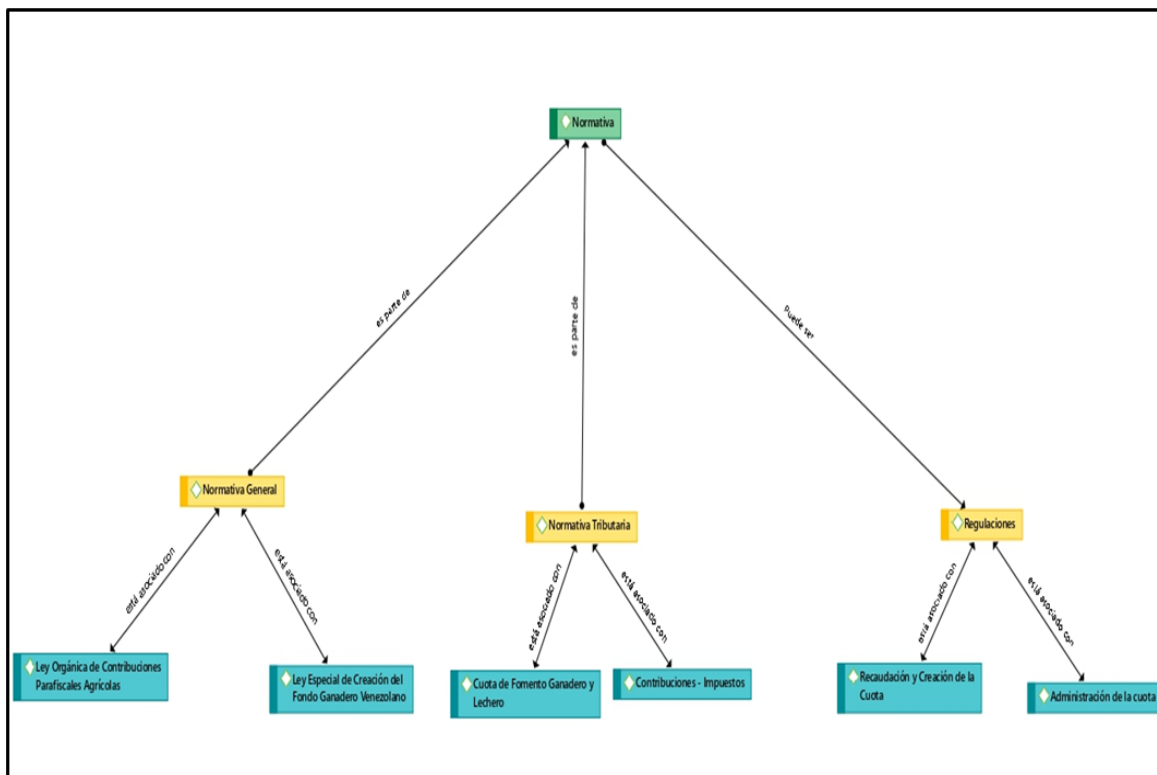 Normativa
es parte de
es parte de
Puede ser
Normativa General
Normativa Tributaria
Regulaciones
está asociado con
está asociado con
está asociado con
está asociado con
está asociado con
está asociado con
Ley Orgánica de Contribuciones
Parafiscales Agrícolas
Ley Especial de Creación del
Fondo Ganadero Venezolano
Cuota de Fomento Ganadero y
Lechero
Contribuciones - Impuestos
Recaudación y Creación de la
Cuota
Administración de la cuota